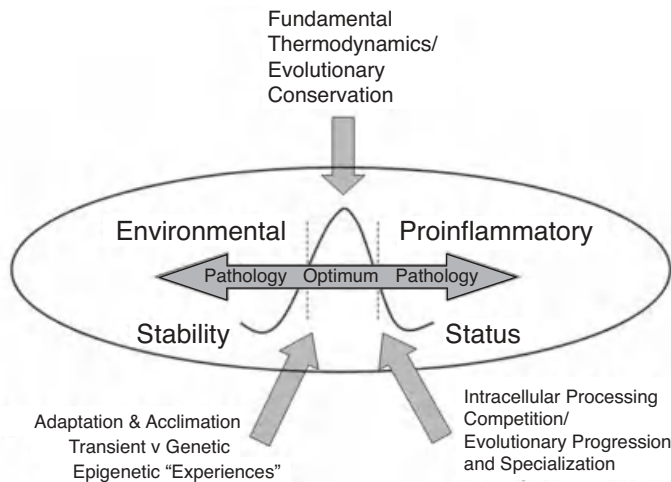 Fundamental
Thermodynamics/
Evolutionary
Conservation
Environmental Proinflammatory
Pathology Optimum Pathology
Stability Status
Adaptation & Acclimation
Transient v Genetic
Epigenetic “Experiences”
Intracellular Processing
Competition/
Evolutionary Progression
and Specialization